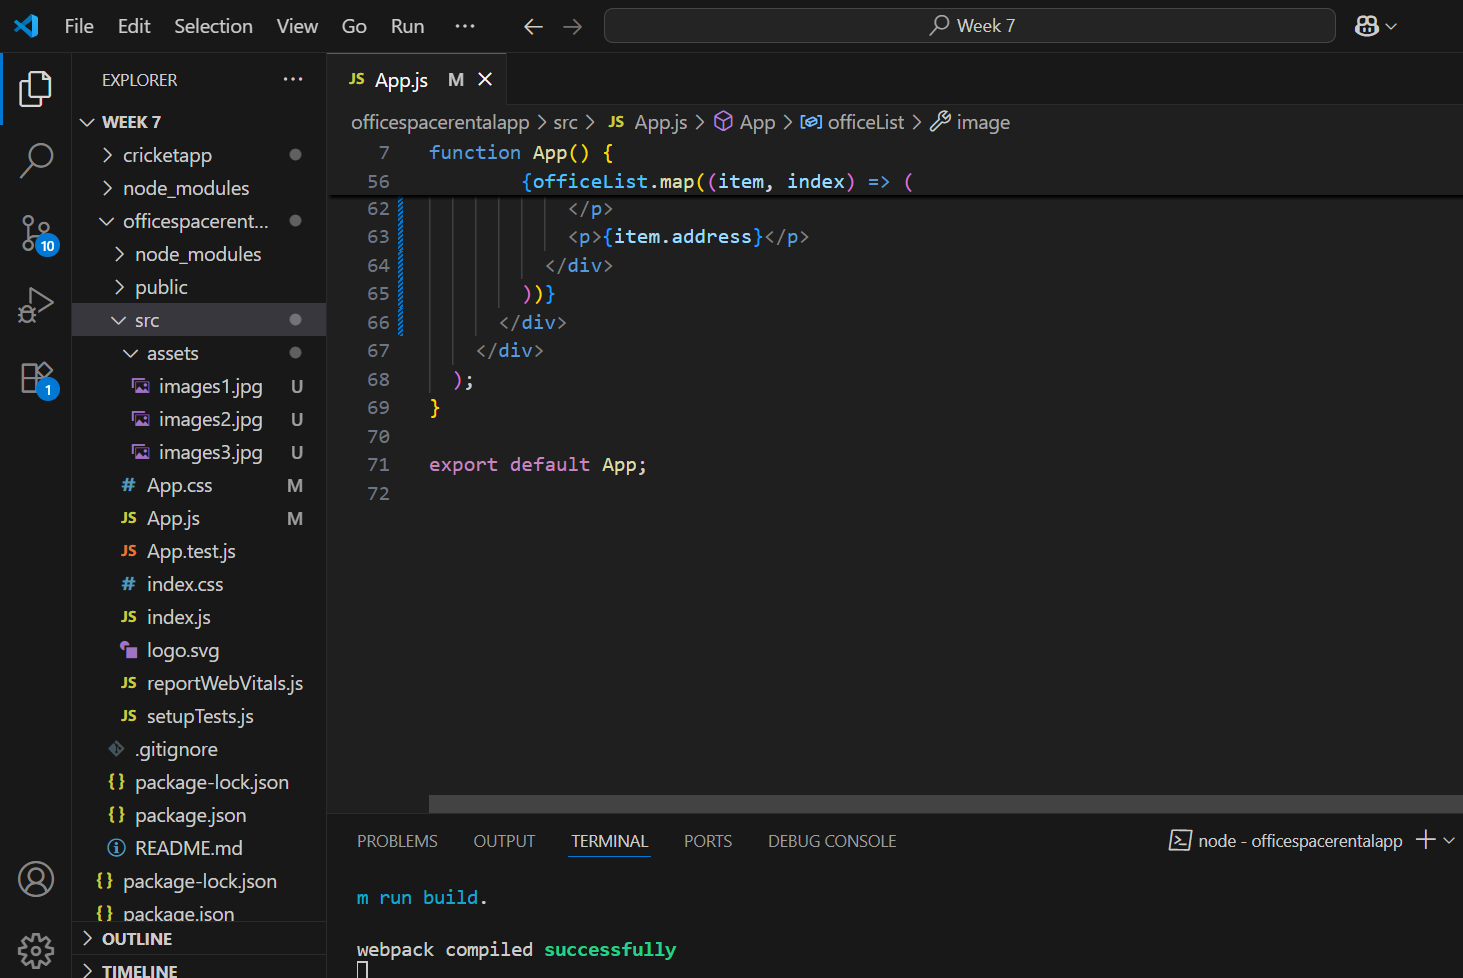 File Edit Selection View Go Run ···
Week 7
EXPLORER
WEEK 7
cricketapp
node_modules
officespacerent...
node_modules
public
src
assets
images1.jpg U
images2.jpg U
images3.jpg U
App.css M
App.js M
App.test.js
index.css
index.js
logo.svg
reportWebVitals.js
setupTests.js
.gitignore
package-lock.json
package.json
README.md
package-lock.json
package.json
OUTLINE
TIMELINE
10
1
JS App.js M
officespacerentalapp > src > JS App.js > App > officeList > image
7 function App() {
56 {officeList.map((item, index) => (
62 </p>
63 <p>{item.address}</p>
64 </div>
65 ))}
66 </div>
67 </div>
68 );
69 }
70
71 export default App;
72
PROBLEMS OUTPUT TERMINAL PORTS DEBUG CONSOLE
node - officespacerentalapp
m run build.
webpack compiled successfully